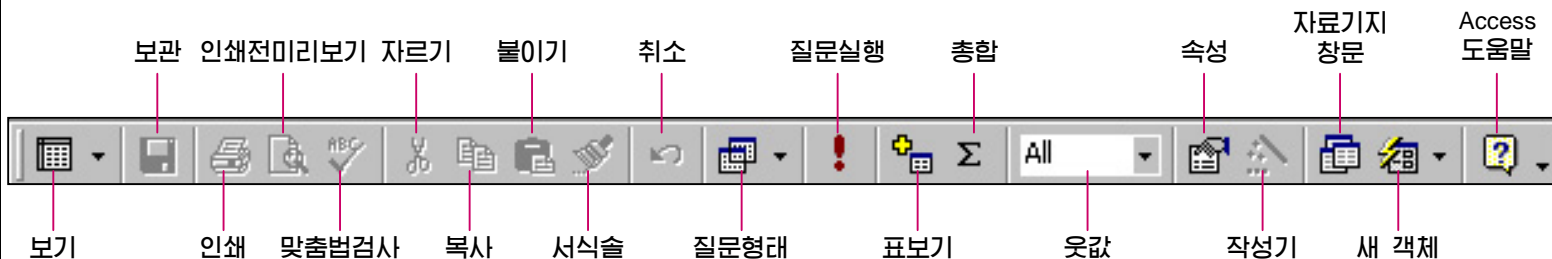 보관 인쇄전미리보기 자르기 붙이기 취소 질문실행 총합 속성 자료기지 창문 Access 도움말
ABC All
보기 인쇄 맞춤법검사 복사 서식솔 질문형태 표보기 웃값 작성기 새 객체